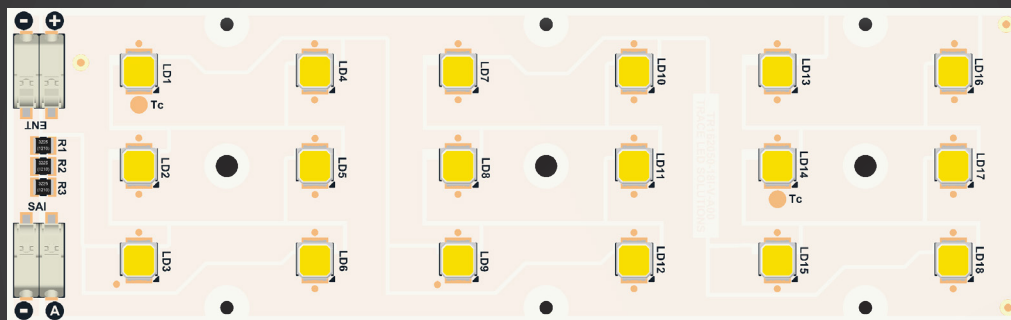 - +
LD1
LD4
LD7
LD10
LD13
LD16
Tc
ENT
R1
R2
R3
LD2
LD5
LD8
LD11
LD14
LD17
Tc
SAI
LD3
LD6
LD9
LD12
LD15
LD18
- A